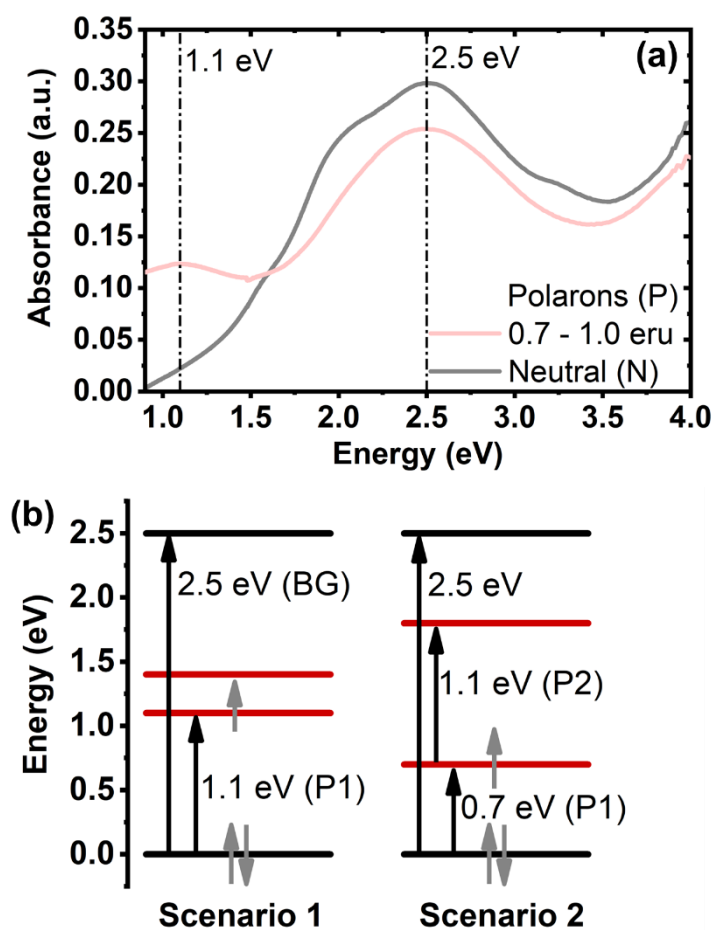 1.1 eV
2.5 eV
(a)
0.35
0.30
0.25
0.20
0.15
0.10
0.05
0.00
Absorbance (a.u.)
Polarons (P)
0.7 - 1.0 eru
Neutral (N)
1.0 1.5 2.0 2.5 3.0 3.5 4.0
Energy (eV)
(b)
2.5
2.0
1.5
1.0
0.5
0.0
Energy (eV)
2.5 eV (BG)
1.1 eV (P1)
2.5 eV
1.1 eV (P2)
0.7 eV (P1)
Scenario 1
Scenario 2